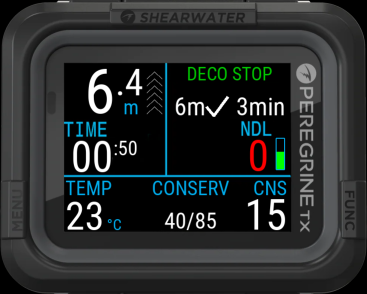 SHEARWATER
6.4 m
DECO STOP
6m✓ 3min
TIME
00:50
NDL
0
TEMP
23°C
CONSERV
40/85
CNS
15
PEREGRINE TX
MENU
FUNC